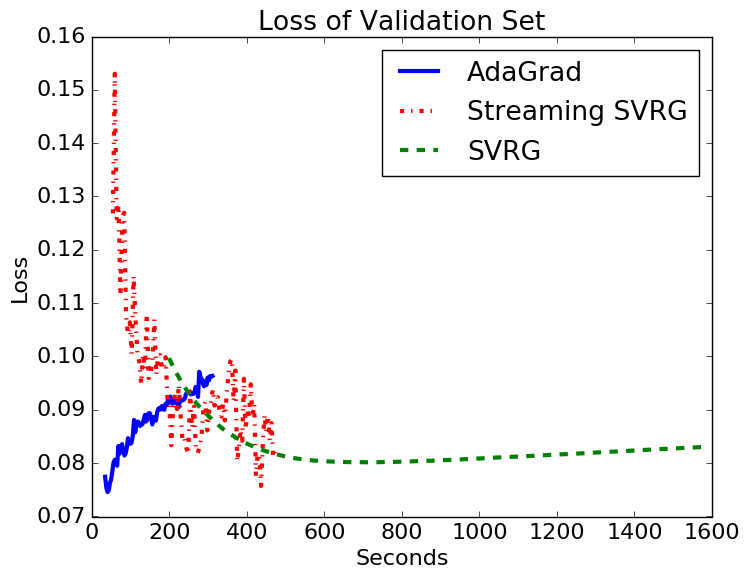 Loss of Validation Set
0.16
0.15
0.14
0.13
0.12
0.11
0.10
0.09
0.08
0.07
Loss
AdaGrad
Streaming SVRG
SVRG
0 200 400 600 800 1000 1200 1400 1600
Seconds